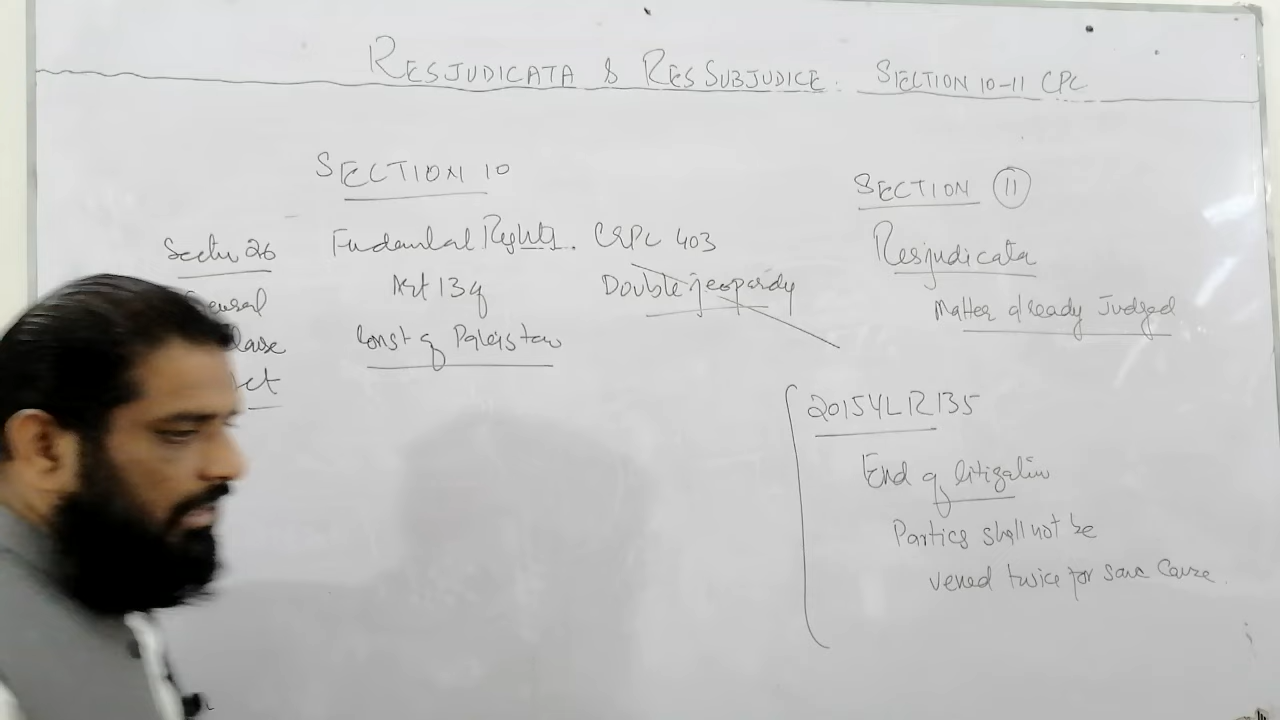 RESJUDICATA & RES SUBJUDICE. SECTION 10-11 CPC
SECTION 10
Section 26
Fundamental Rights. CRPC 403
Art 13 of
Double jeopardy
Const of Pakistan
SECTION 11
Resjudicata
Matter already Judged
2015 YLR 135
End of litigation
Parties shall not be
vexed twice for same Cause.